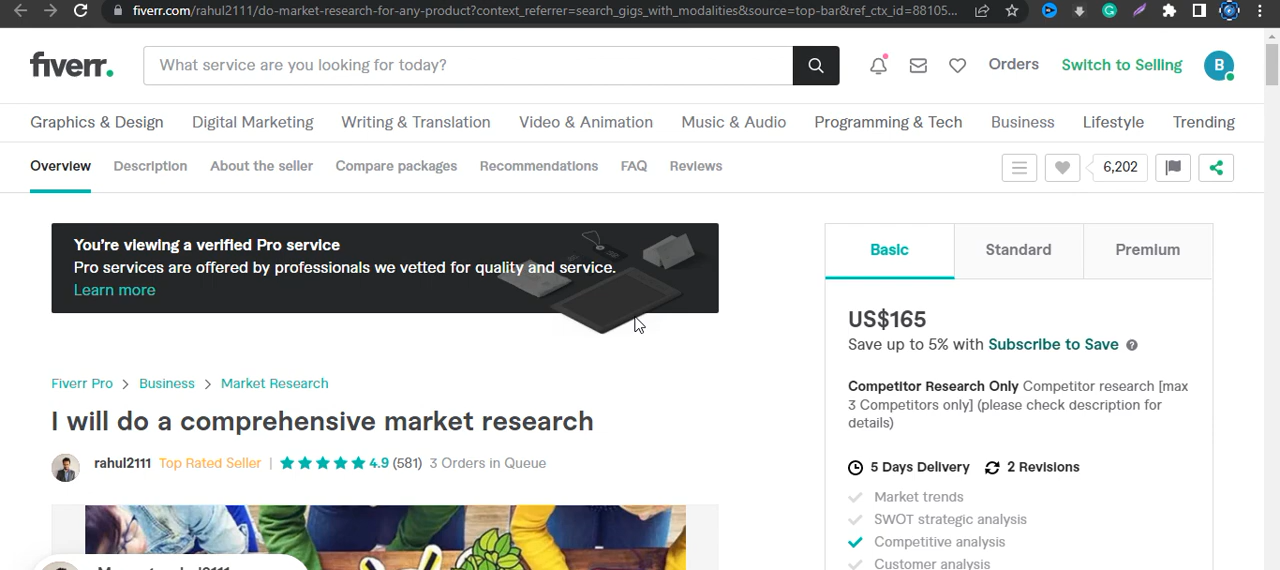 fiverr.com/rahul2111/do-market-research-for-any-product?context_referrer=search_gigs_with_modalities&source=top-bar&ref_ctx_id=88105...
fiverr.
What service are you looking for today?
Orders
Switch to Selling
B
Graphics & Design
Digital Marketing
Writing & Translation
Video & Animation
Music & Audio
Programming & Tech
Business
Lifestyle
Trending
Overview
Description
About the seller
Compare packages
Recommendations
FAQ
Reviews
6,202
You're viewing a verified Pro service
Pro services are offered by professionals we vetted for quality and service.
Learn more
Fiverr Pro > Business > Market Research
I will do a comprehensive market research
rahul2111 Top Rated Seller | 4.9 (581) 3 Orders in Queue
Basic
Standard
Premium
US$165
Save up to 5% with Subscribe to Save ?
Competitor Research Only Competitor research [max
3 Competitors only] (please check description for
details)
5 Days Delivery 2 Revisions
Market trends
SWOT strategic analysis
Competitive analysis
Customer analysis